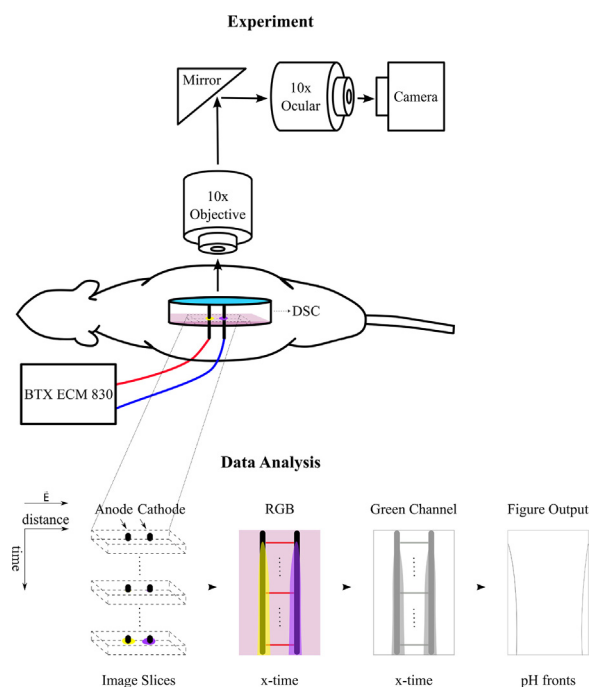 Experiment
Mirror
10x
Ocular
Camera
10x
Objective
DSC
BTX ECM 830
Data Analysis
E
distance
time
Anode Cathode
RGB
Green Channel
Figure Output
Image Slices
x-time
x-time
pH fronts